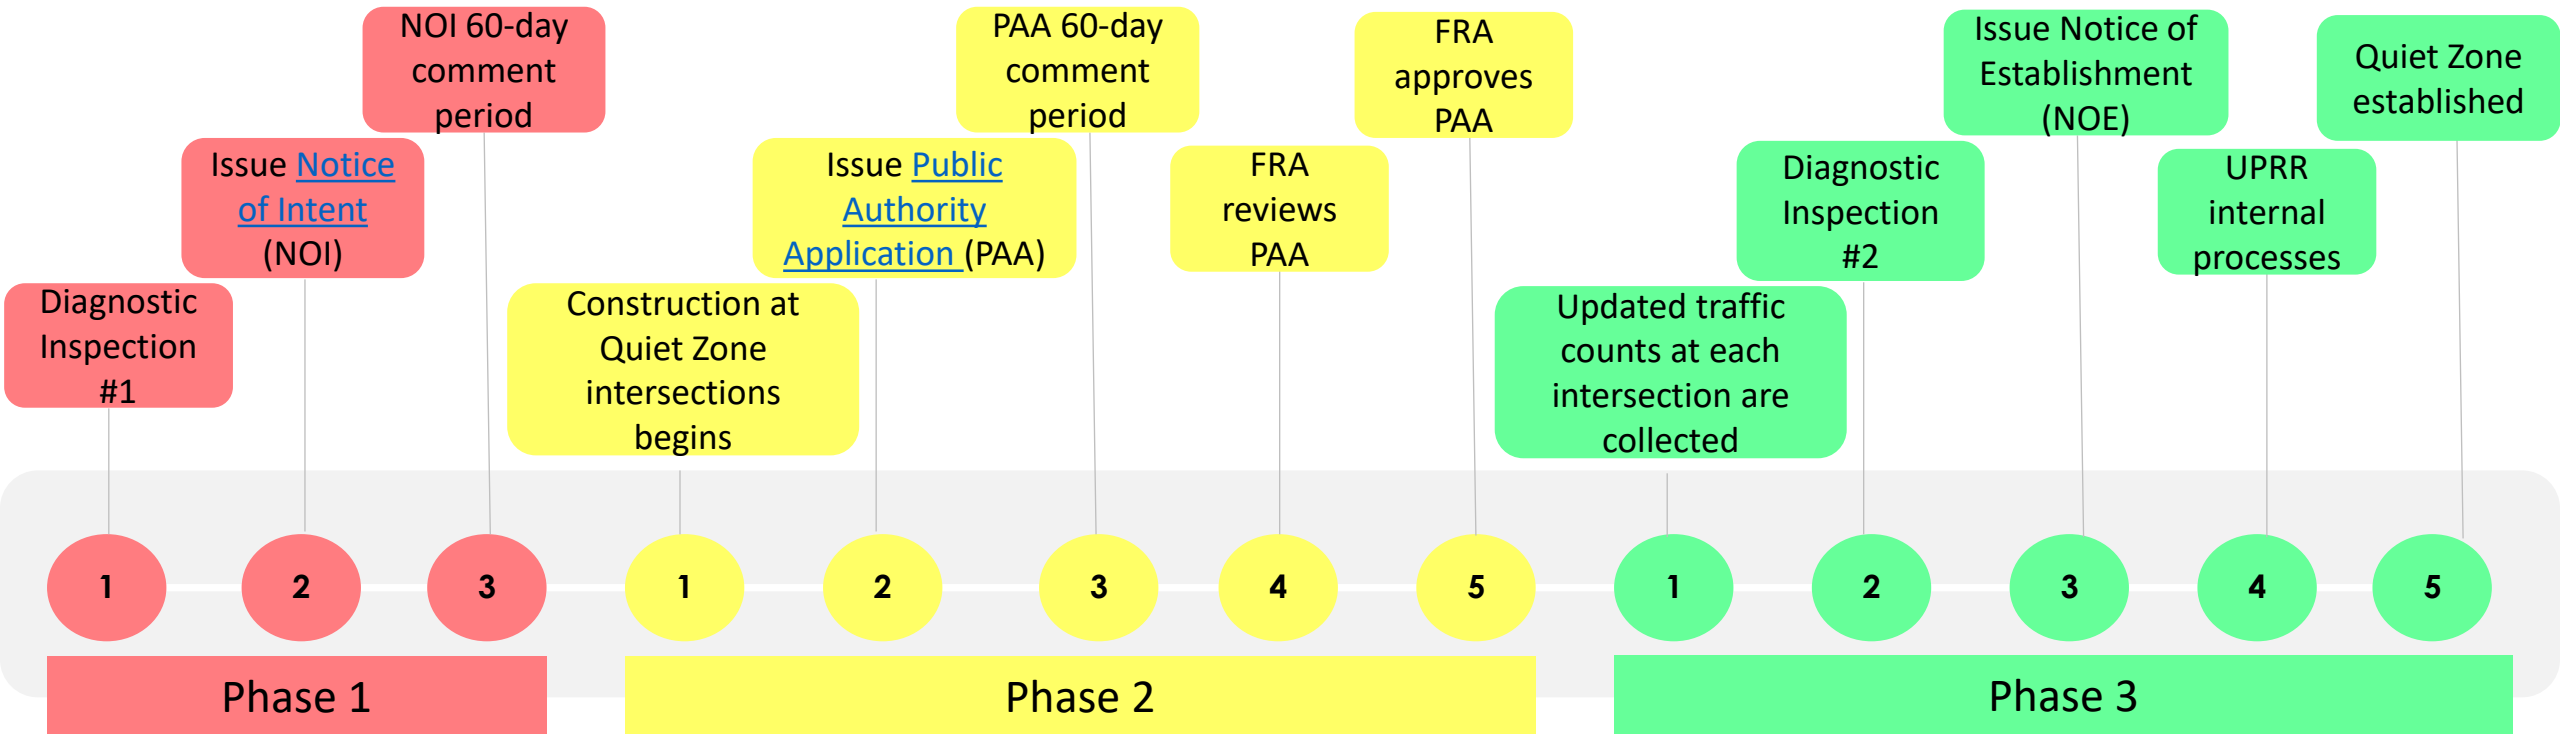 Diagnostic
Inspection
#1
Issue Notice
of Intent
(NOI)
NOI 60-day
comment
period
Construction at
Quiet Zone
intersections
begins
Issue Public
Authority
Application (PAA)
PAA 60-day
comment
period
FRA
reviews
PAA
FRA
approves
PAA
Updated traffic
counts at each
intersection are
collected
Diagnostic
Inspection
#2
Issue Notice of
Establishment
(NOE)
UPRR
internal
processes
Quiet Zone
established
1
2
3
1
2
3
4
5
1
2
3
4
5
Phase 1
Phase 2
Phase 3